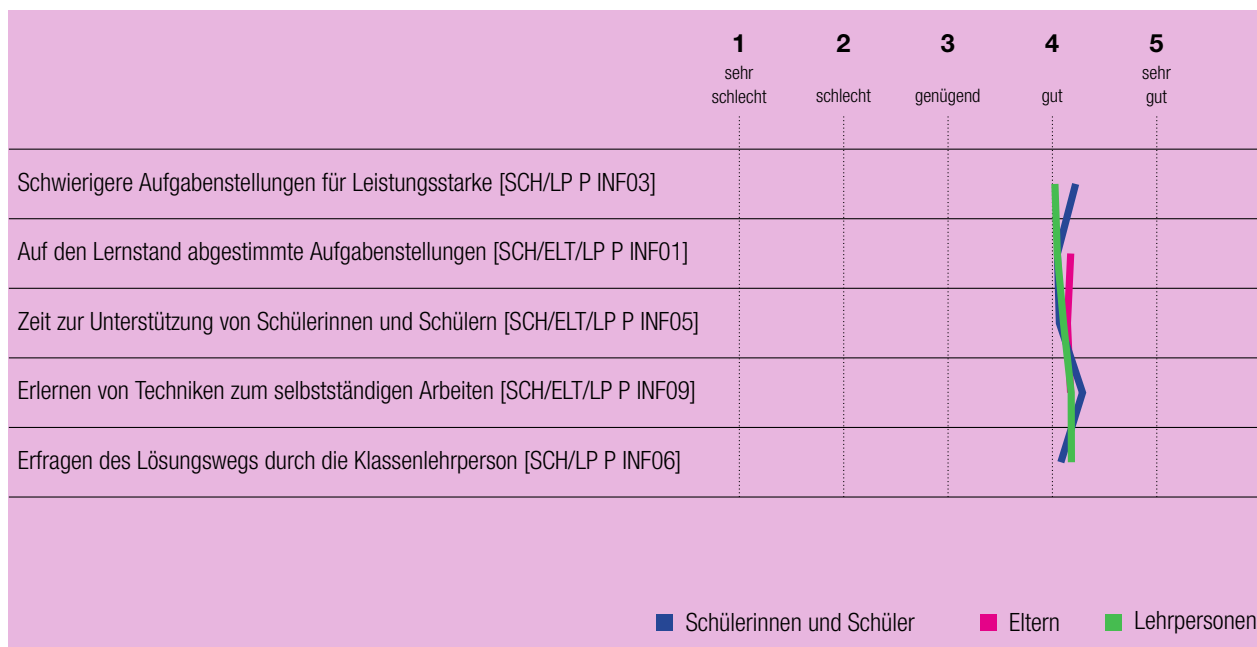 1 2 3 4 5
sehr schlecht schlecht genügend gut sehr gut
Schwierigere Aufgabenstellungen für Leistungsstarke [SCH/LP P INF03]
Auf den Lernstand abgestimmte Aufgabenstellungen [SCH/ELT/LP P INF01]
Zeit zur Unterstützung von Schülerinnen und Schülern [SCH/ELT/LP P INF05]
Erlernen von Techniken zum selbstständigen Arbeiten [SCH/ELT/LP P INF09]
Erfragen des Lösungswegs durch die Klassenlehrperson [SCH/LP P INF06]
Schülerinnen und Schüler Eltern Lehrpersonen